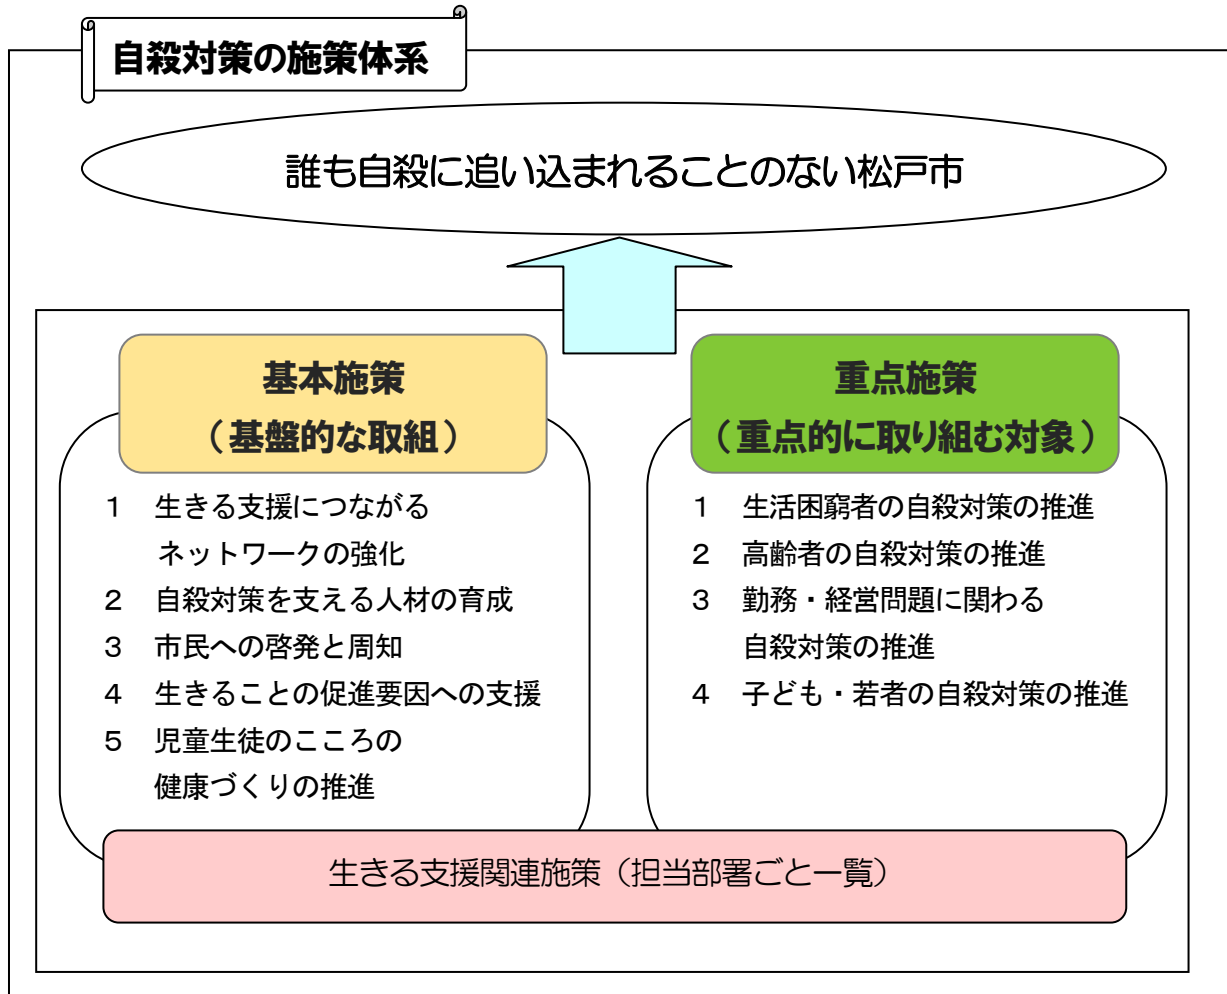 自殺対策の施策体系
誰も自殺に追い込まれることのない松戸市
基本施策
（基盤的な取組）
1 生きる支援につながる
ネットワークの強化
2 自殺対策を支える人材の育成
3 市民への啓発と周知
4 生きることの促進要因への支援
5 児童生徒のこころの
健康づくりの推進
重点施策
（重点的に取り組む対象）
1 生活困窮者の自殺対策の推進
2 高齢者の自殺対策の推進
3 勤務・経営問題に関わる
自殺対策の推進
4 子ども・若者の自殺対策の推進
生きる支援関連施策（担当部署ごと一覧）